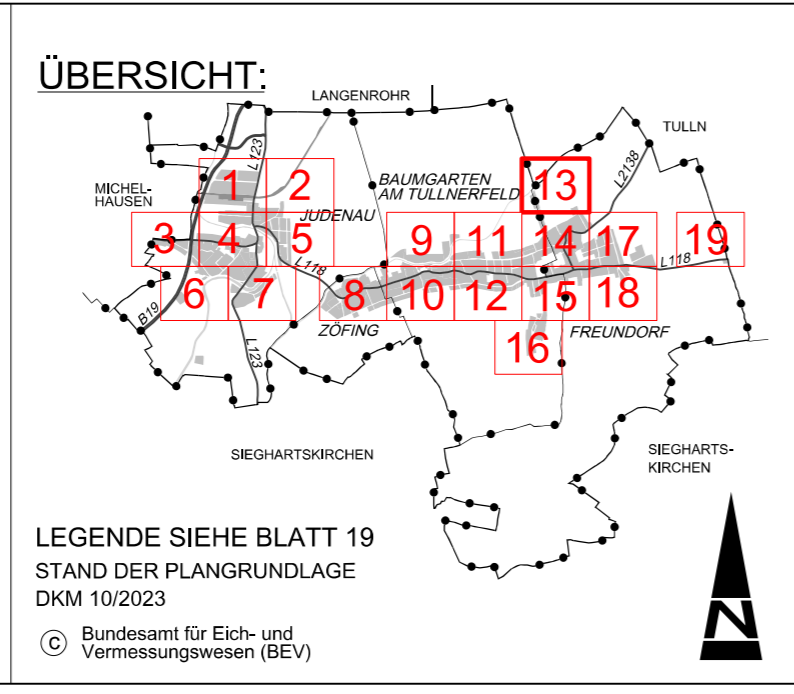 ÜBERSICHT:
LANGENROHR
TULLN
L123
L2138
MICHEL-
HAUSEN
1
2
BAUMGARTEN
AM TULLNERFELD
13
JUDENAU
3
4
5
9
11
14
17
19
L118
L118
6
7
8
10
12
15
18
B19
ZÖFING
FREUNDORF
L123
16
SIEGHARTSKIRCHEN
SIEGHARTS-
KIRCHEN
LEGENDE SIEHE BLATT 19
STAND DER PLANGRUNDLAGE
DKM 10/2023
© Bundesamt für Eich- und
Vermessungswesen (BEV)
N